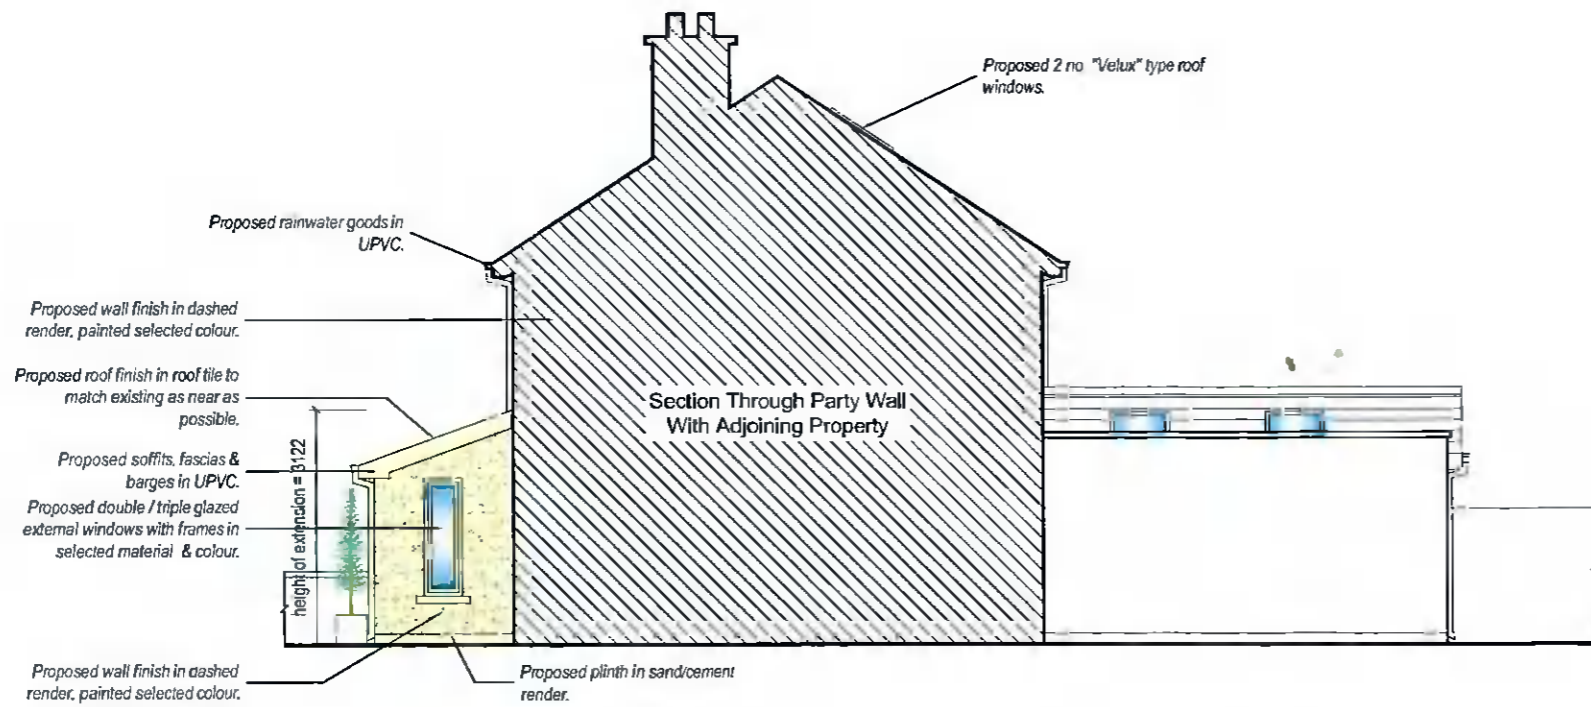 Proposed 2 no. "Velux" type roof
windows.
Proposed rainwater goods in
UPVC.
Proposed wall finish in dashed
render, painted selected colour.
Proposed roof finish in roof tile to
match existing as near as
possible.
Section Through Party Wall
With Adjoining Property
Proposed soffits, fascias &
barges in UPVC.
Proposed double / triple glazed
external windows with frames in
selected material & colour.
height of extension = 3122
Proposed wall finish in dashed
render, painted selected colour.
Proposed plinth in sand/cement
render.